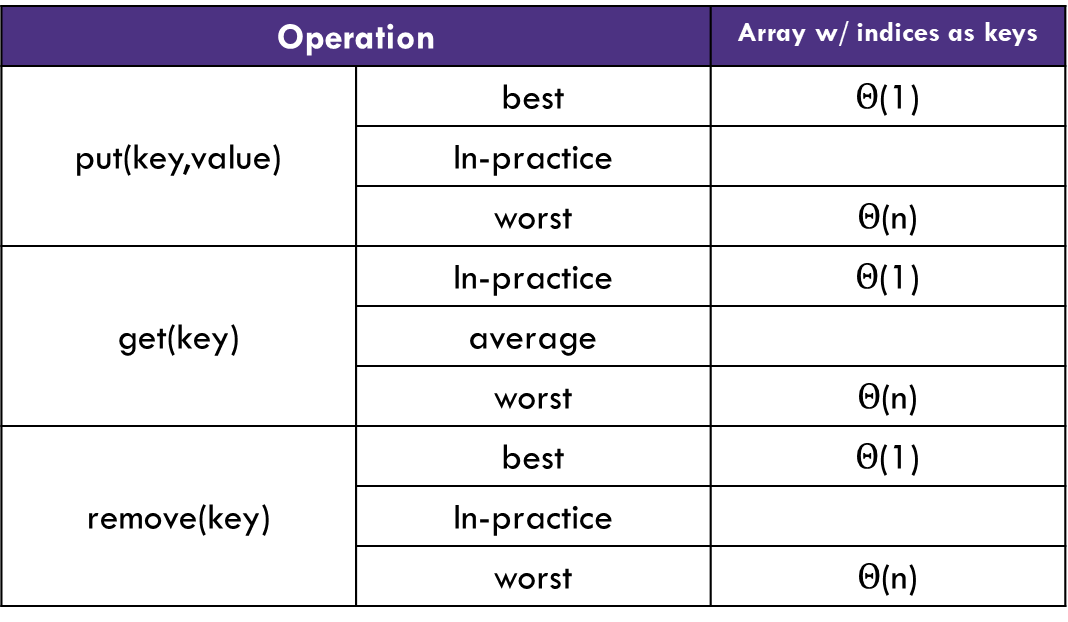 Operation
Array w/ indices as keys
put(key,value)
best
Θ(1)
In-practice
worst
Θ(n)
get(key)
In-practice
Θ(1)
average
worst
Θ(n)
remove(key)
best
Θ(1)
In-practice
worst
Θ(n)